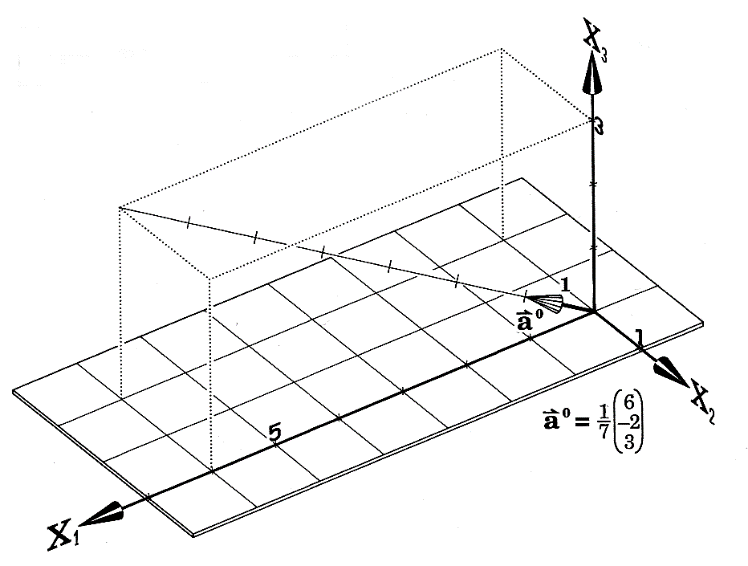 X₃
3
1
a⃗⁰
1
X₂
5
a⃗⁰ = 1/7 (6 -2 3)
X₁